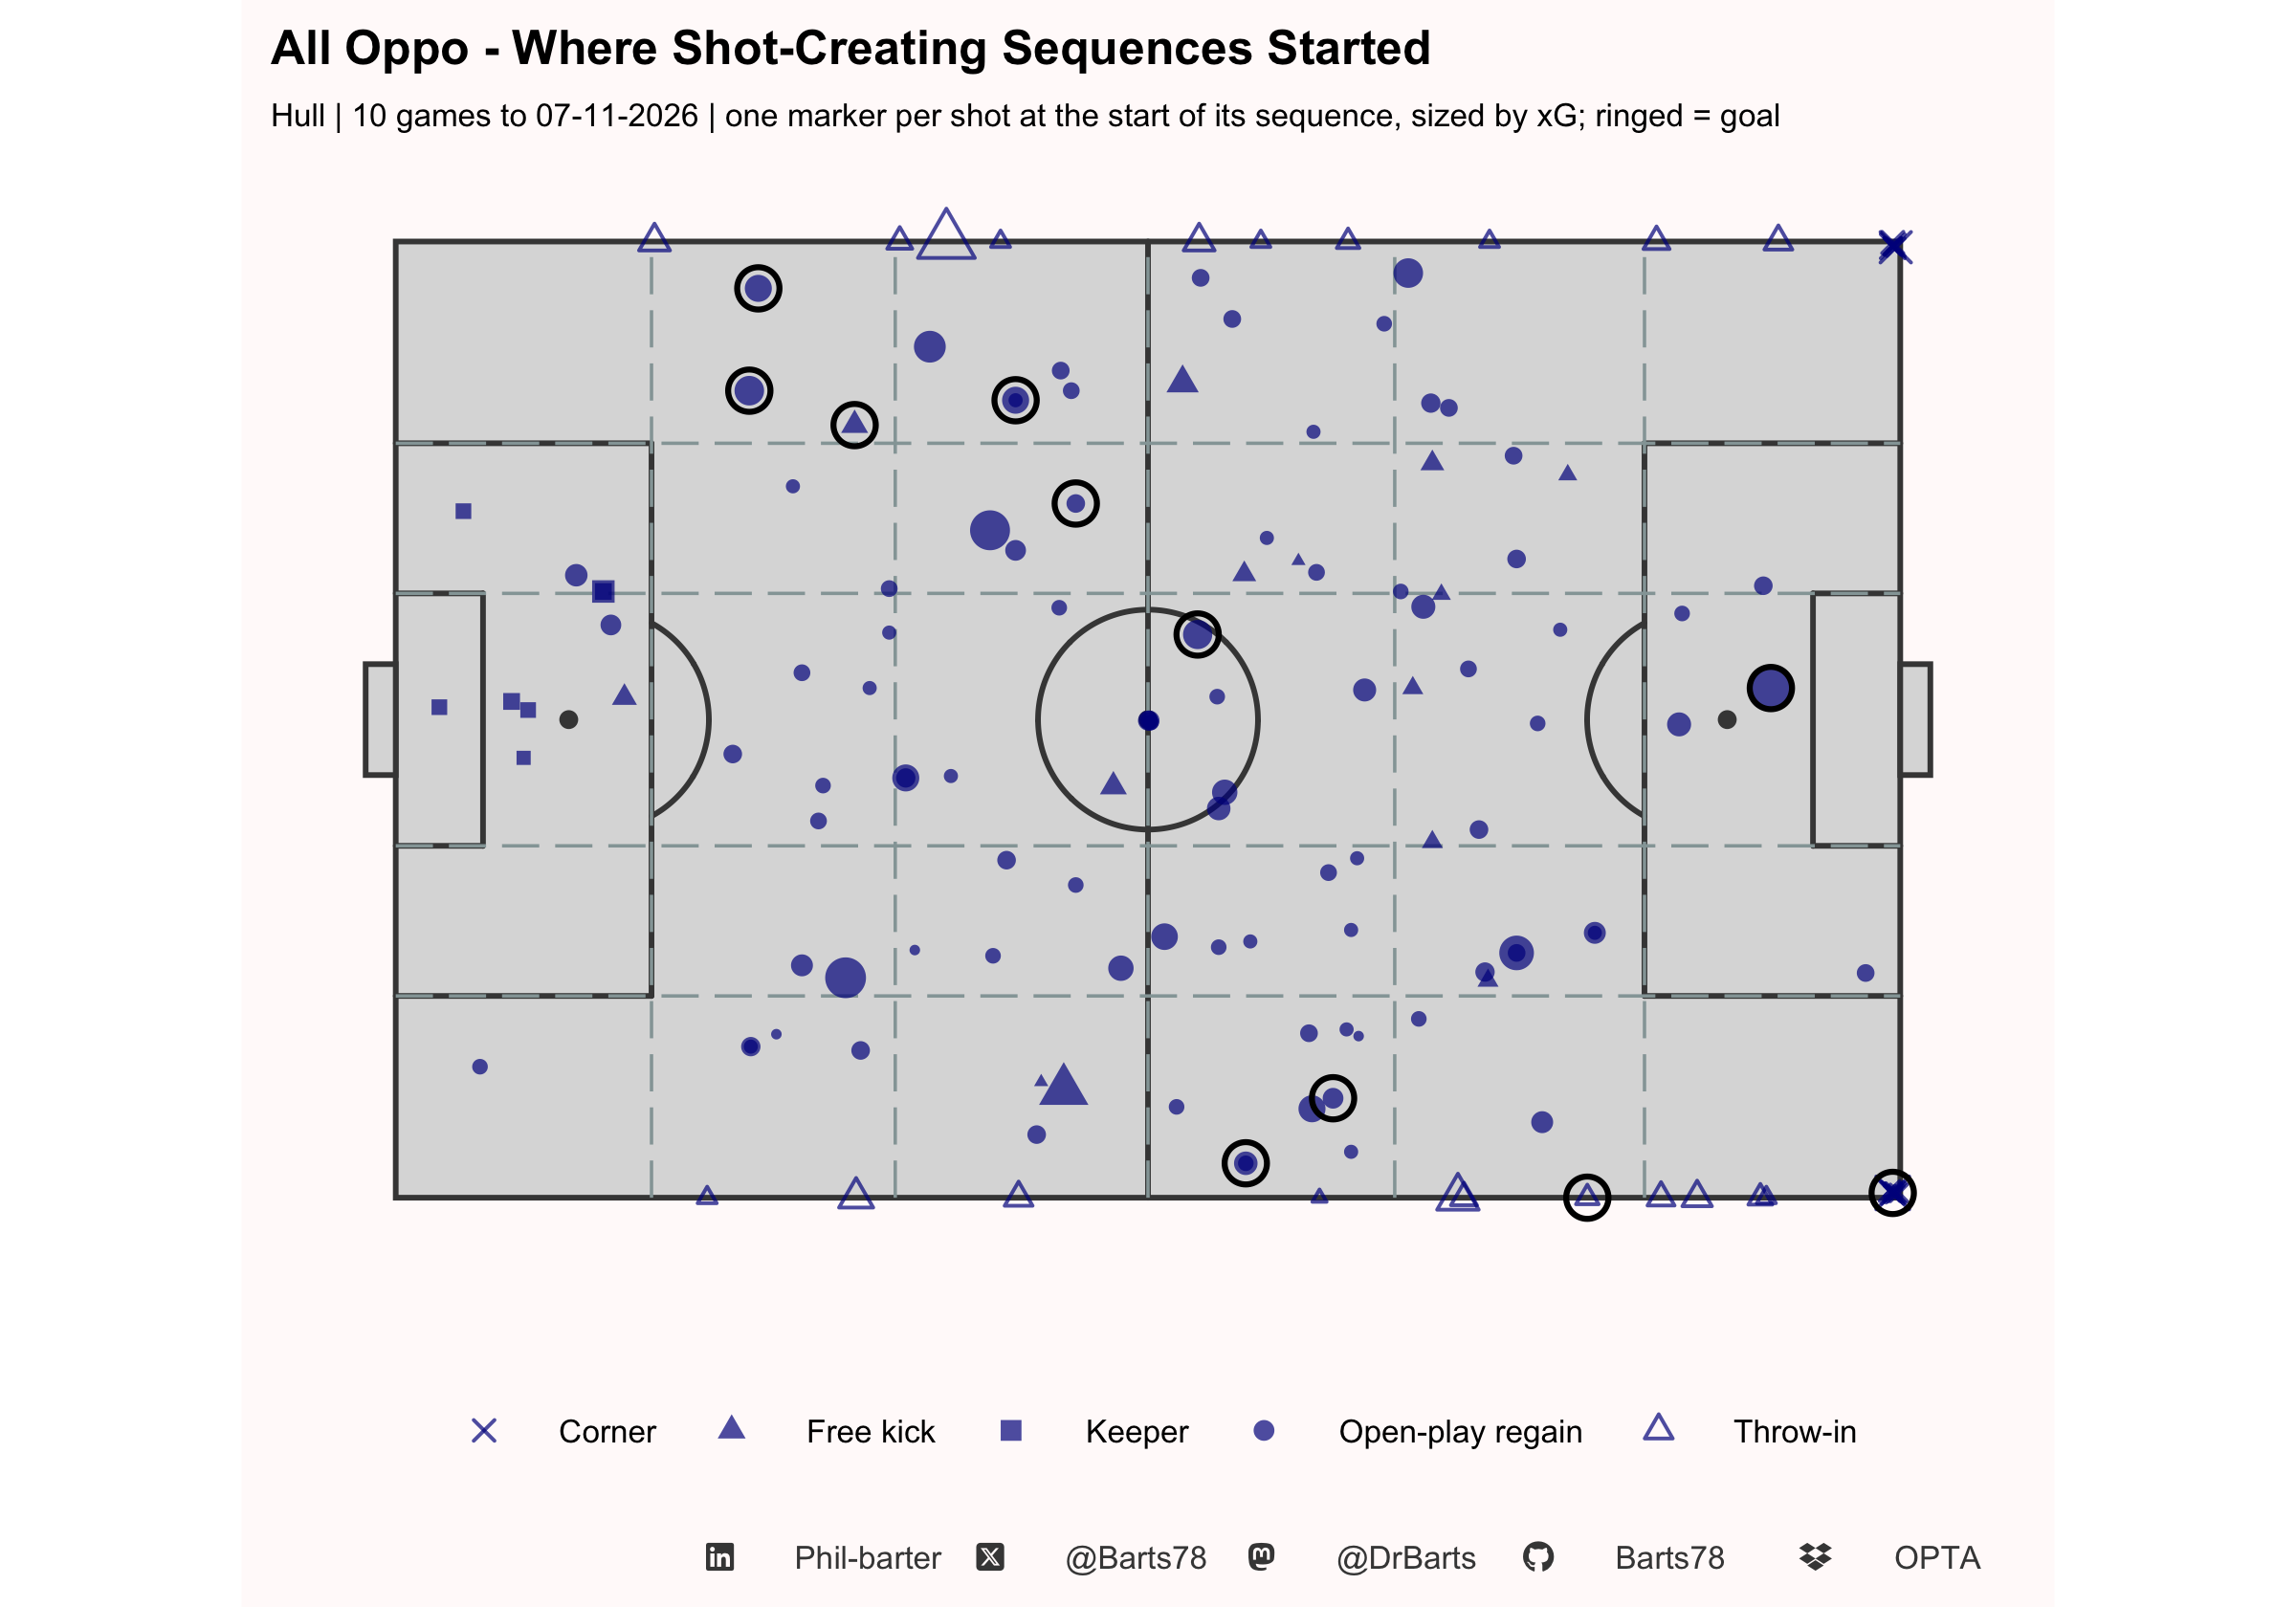 All Oppo - Where Shot-Creating Sequences Started
Hull | 10 games to 07-11-2026 | one marker per shot at the start of its sequence, sized by xG; ringed = goal
Corner Free kick Keeper Open-play regain Throw-in
Phil-barter @Barts78 @DrBarts Barts78 OPTA